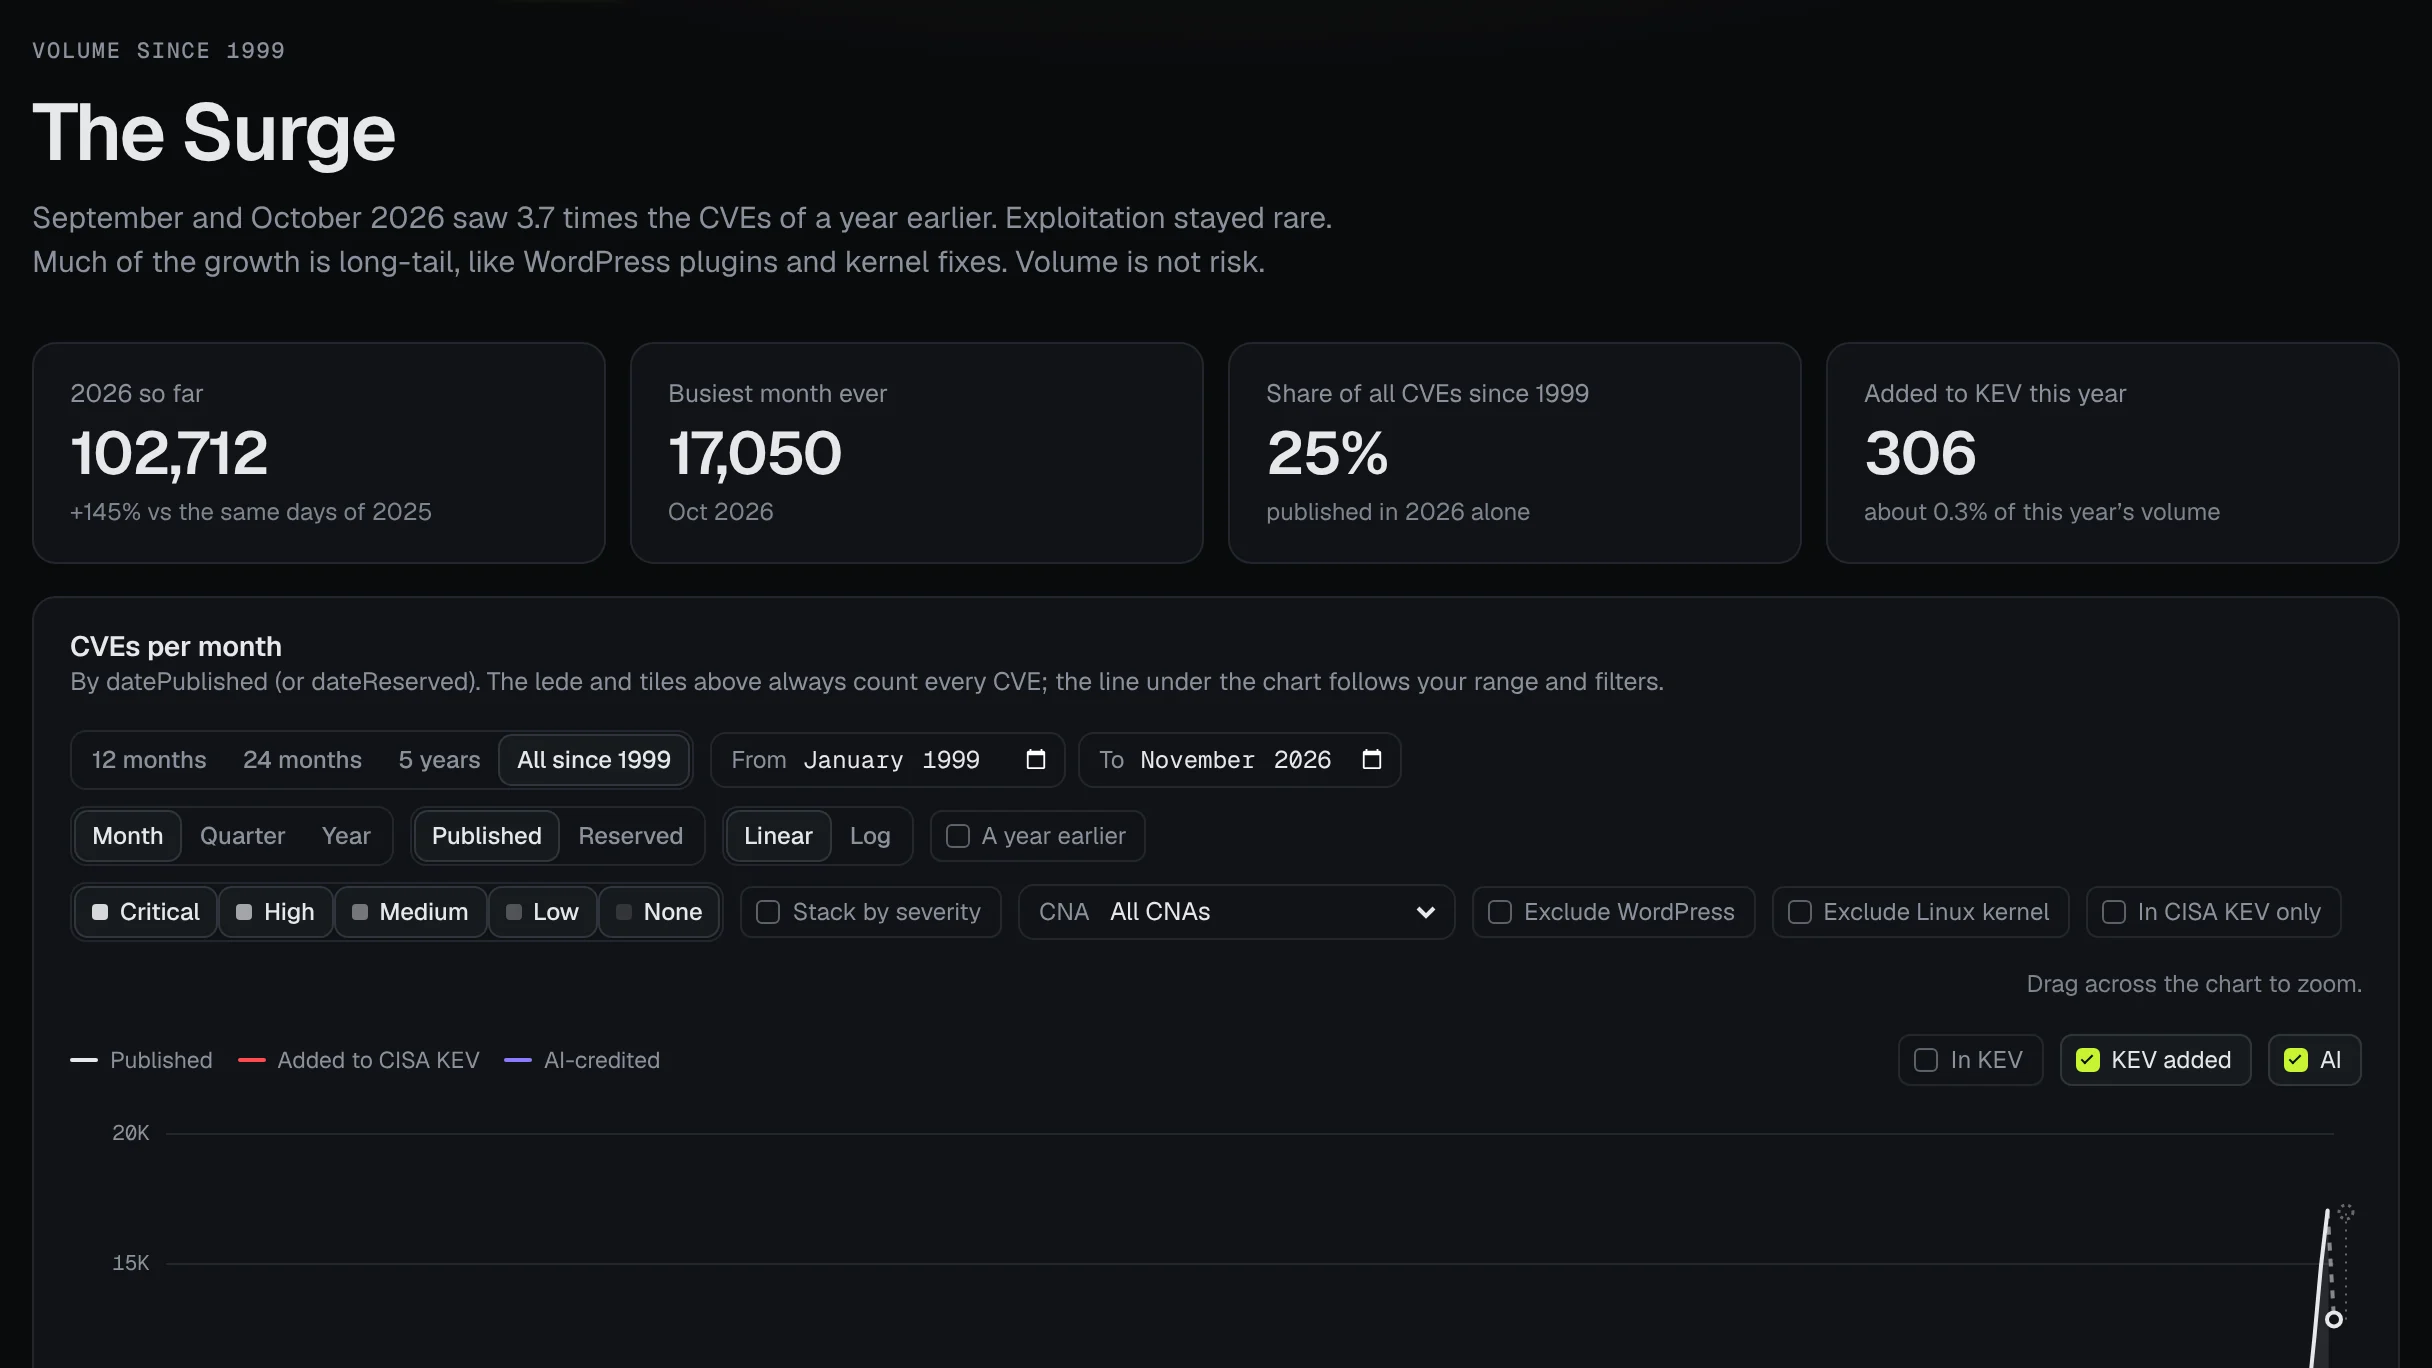 VOLUME SINCE 1999
The Surge
September and October 2026 saw 3.7 times the CVEs of a year earlier. Exploitation stayed rare.
Much of the growth is long-tail, like WordPress plugins and kernel fixes. Volume is not risk.
2026 so far
102,712
+145% vs the same days of 2025
Busiest month ever
17,050
Oct 2026
Share of all CVEs since 1999
25%
published in 2026 alone
Added to KEV this year
306
about 0.3% of this year’s volume
CVEs per month
By datePublished (or dateReserved). The lede and tiles above always count every CVE; the line under the chart follows your range and filters.
12 months 24 months 5 years All since 1999 From January 1999 To November 2026
Month Quarter Year Published Reserved Linear Log A year earlier
Critical High Medium Low None Stack by severity CNA All CNAs Exclude WordPress Exclude Linux kernel In CISA KEV only
Drag across the chart to zoom.
Published Added to CISA KEV AI-credited In KEV KEV added AI
20K
15K